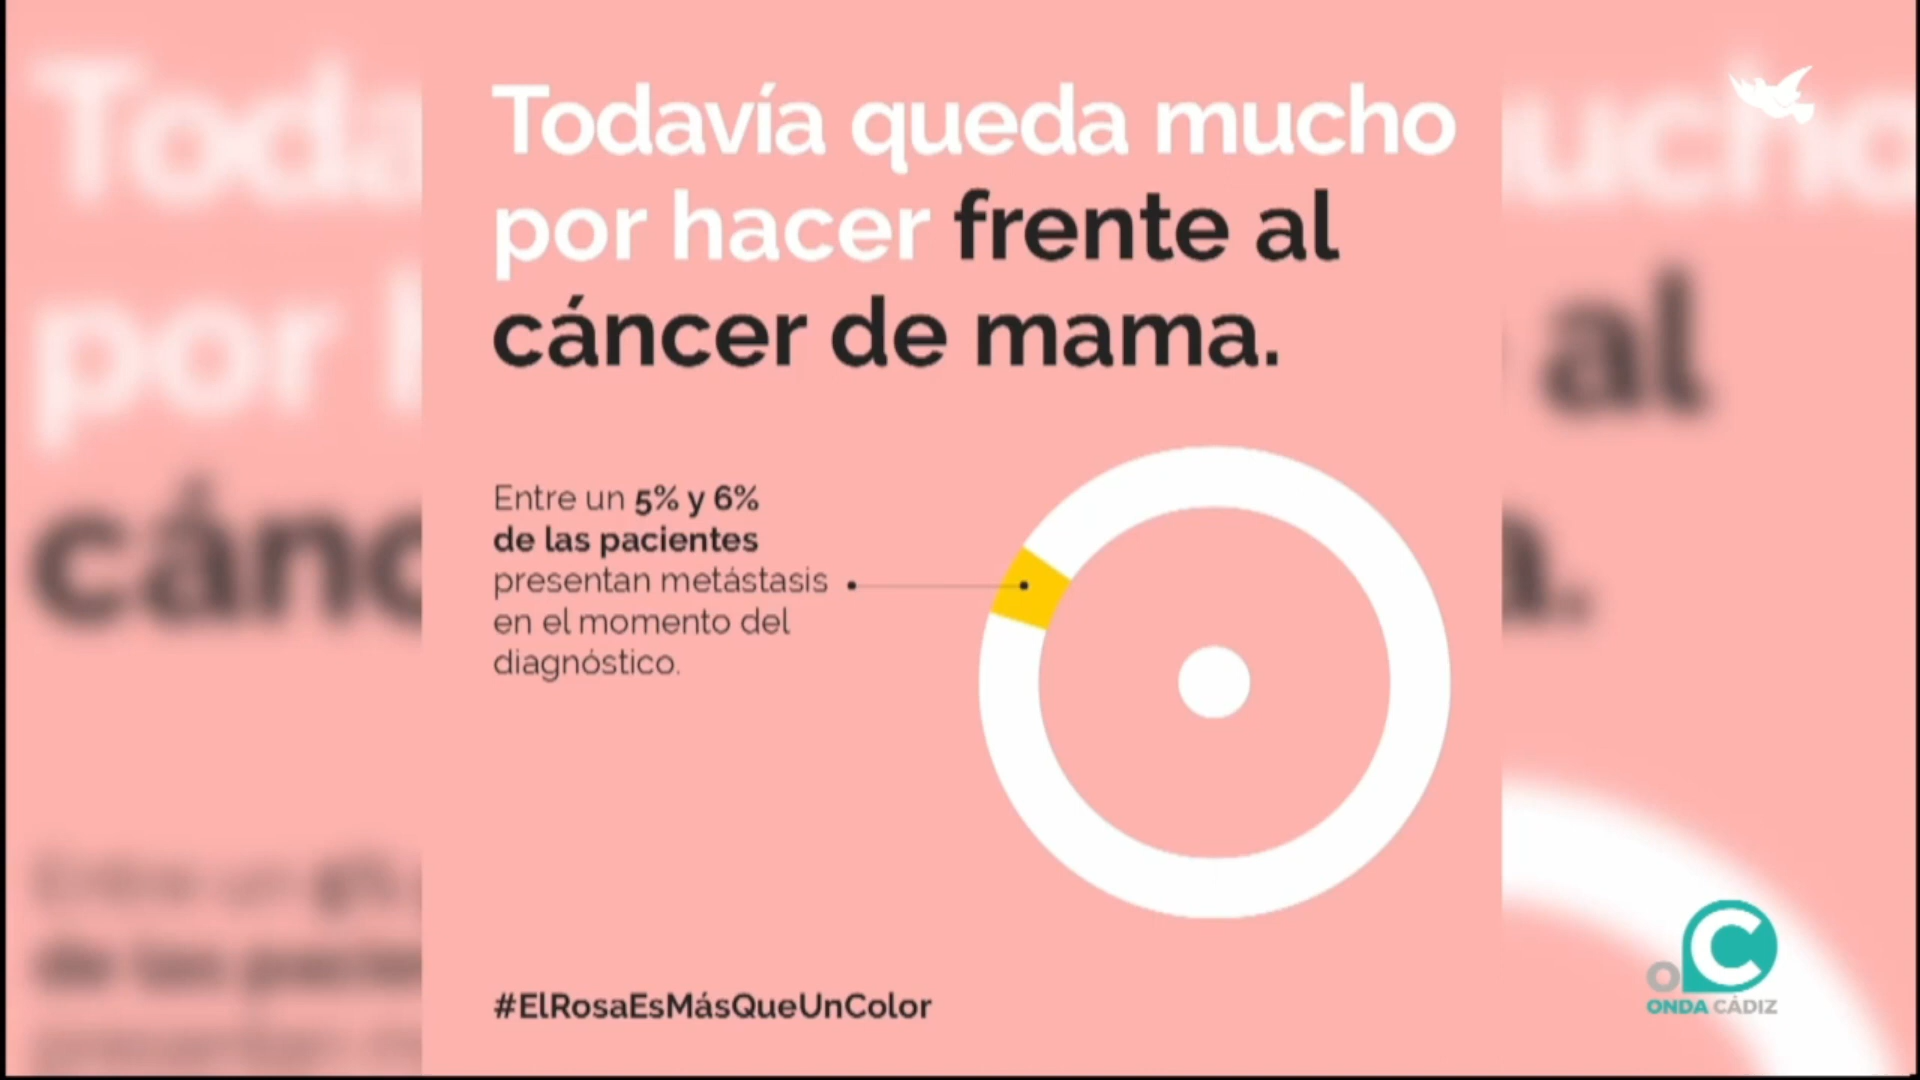 Todavía queda mucho
por hacer frente al
cáncer de mama.
Entre un 5% y 6%
de las pacientes
presentan metástasis
en el momento del
diagnóstico.
#ElRosaEsMásQueUnColor
ONDA CÁDIZ